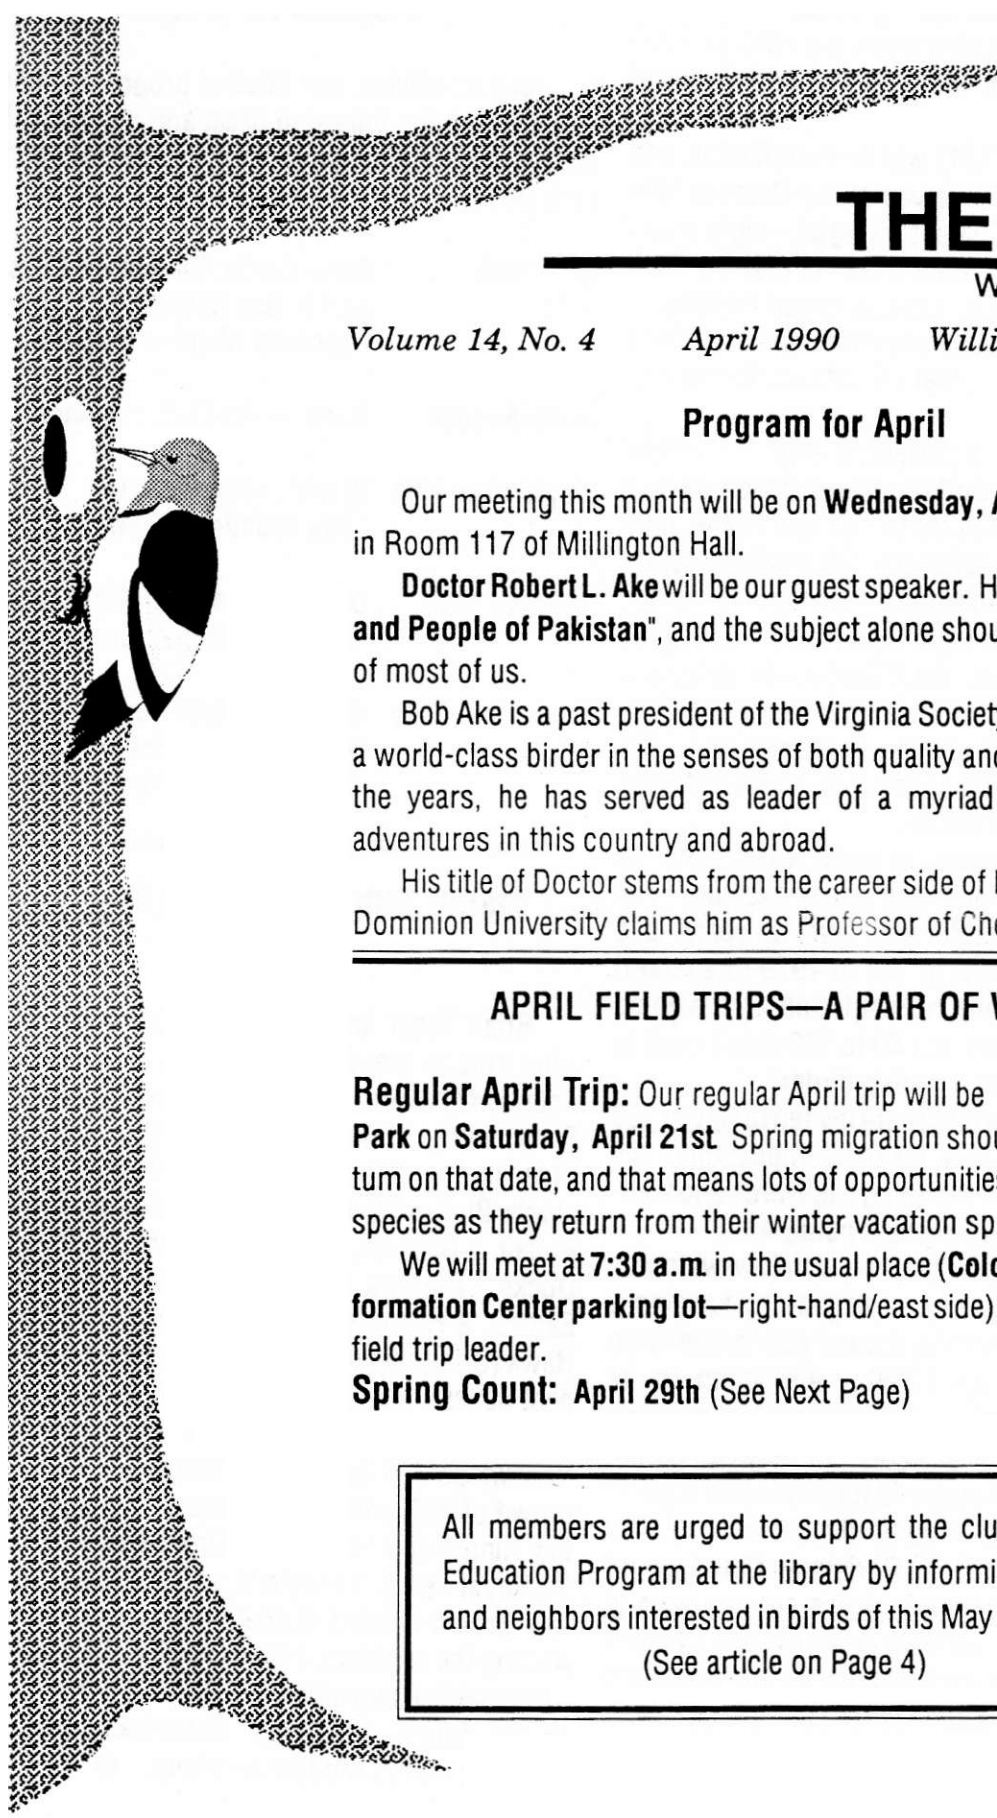 THE
Volume 14, No. 4 April 1990
Program for April
Our meeting this month will be on Wednesday,
in Room 117 of Millington Hall.
Doctor Robert L. Ake will be our guest speaker.
and People of Pakistan", and the subject alone
of most of us.
Bob Ake is a past president of the Virginia
a world-class birder in the senses of both quality
the years, he has served as leader of a myriad
adventures in this country and abroad.
His title of Doctor stems from the career side of
Dominion University claims him as Professor of
APRIL FIELD TRIPS—A PAIR OF
Regular April Trip: Our regular April trip will be
Park on Saturday, April 21st. Spring migration
tum on that date, and that means lots of opportunities
species as they return from their winter vacation
We will meet at 7:30 a.m. in the usual place
formation Center parking lot—right-hand/east side)
field trip leader.
Spring Count: April 29th (See Next Page)
All members are urged to support the
Education Program at the library by
and neighbors interested in birds of this May
(See article on Page 4)